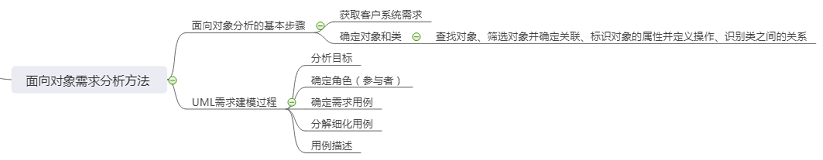 面向对象需求分析方法
面向对象分析的基本步骤
获取客户系统需求
确定对象和类
查找对象、筛选对象并确定关联、标识对象的属性并定义操作、识别类之间的关系
UML需求建模过程
分析目标
确定角色（参与者）
确定需求用例
分解细化用例
用例描述